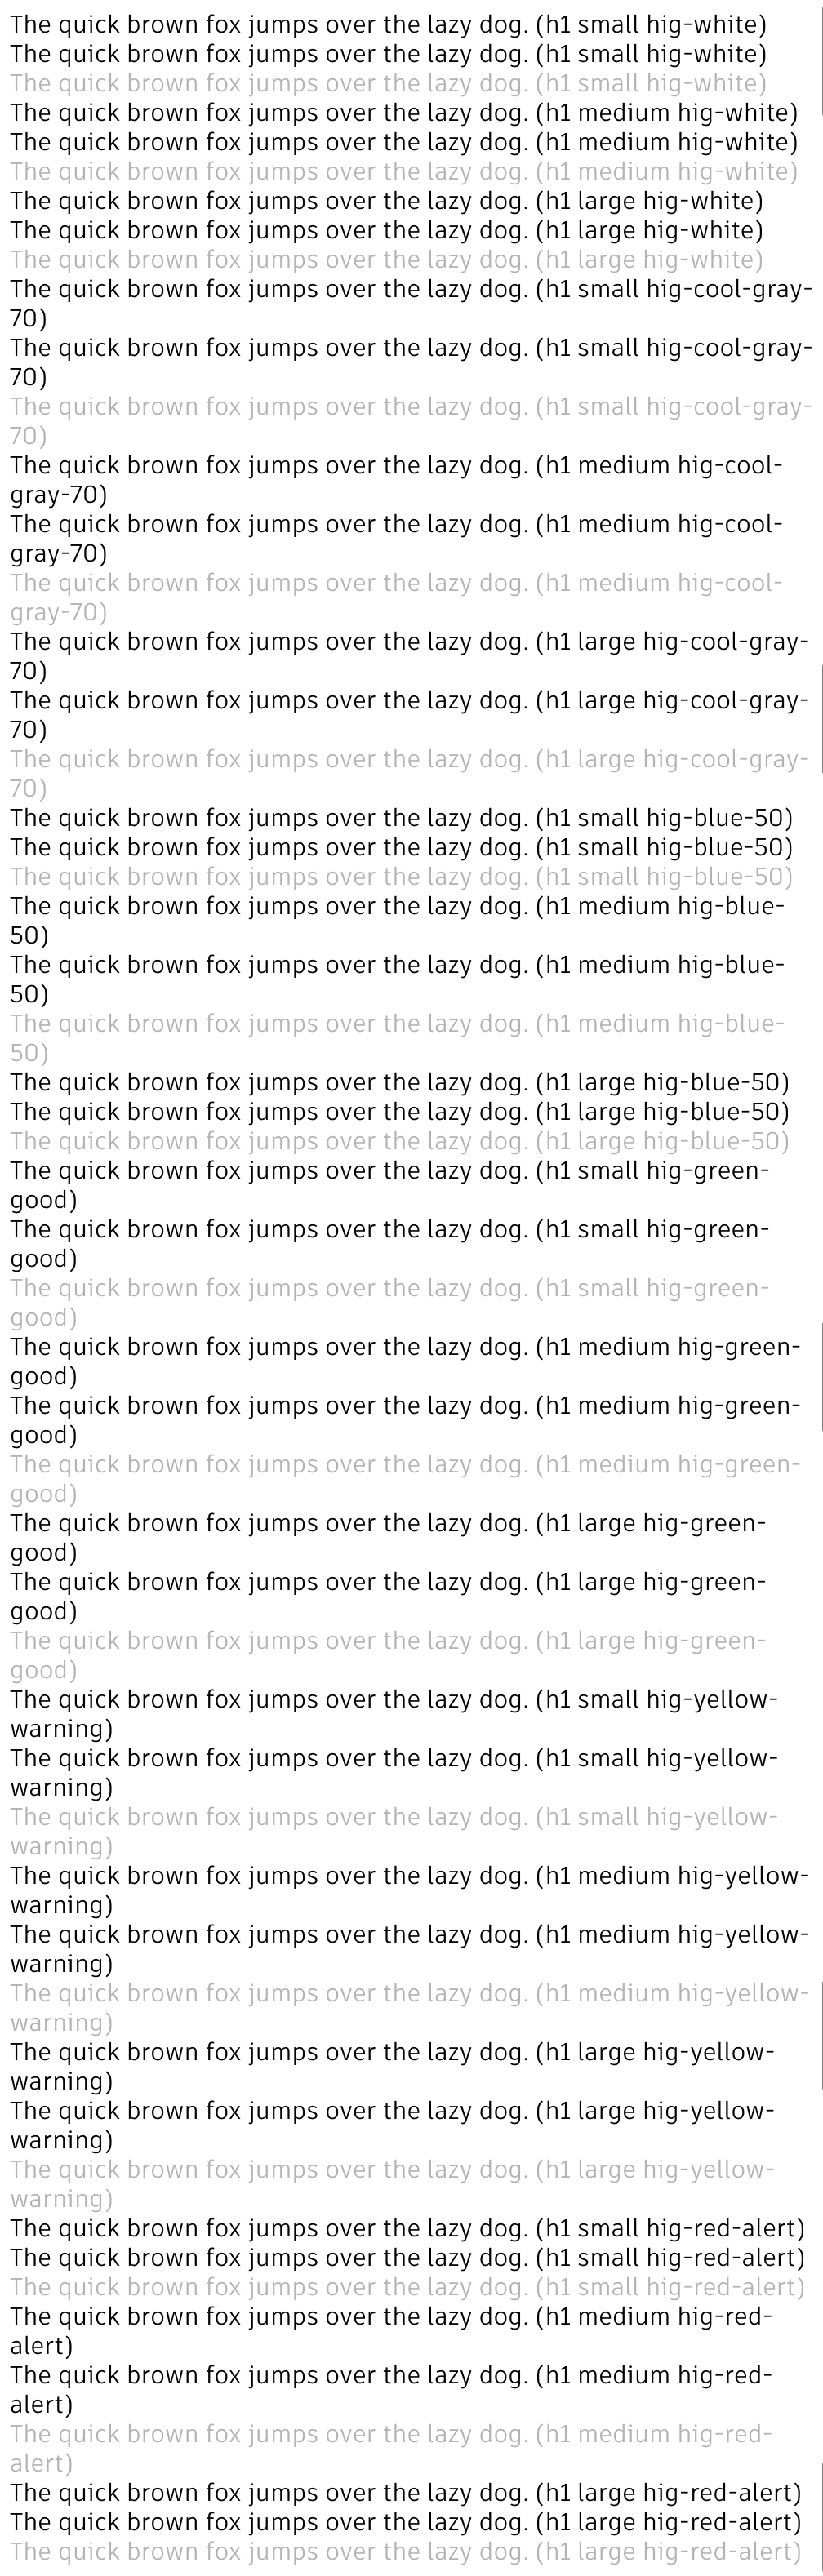 The quick brown fox jumps over the lazy dog. (h1 small hig-white)
The quick brown fox jumps over the lazy dog. (h1 small hig-white)
The quick brown fox jumps over the lazy dog. (h1 small hig-white)
The quick brown fox jumps over the lazy dog. (h1 medium hig-white)
The quick brown fox jumps over the lazy dog. (h1 medium hig-white)
The quick brown fox jumps over the lazy dog. (h1 medium hig-white)
The quick brown fox jumps over the lazy dog. (h1 large hig-white)
The quick brown fox jumps over the lazy dog. (h1 large hig-white)
The quick brown fox jumps over the lazy dog. (h1 large hig-white)
The quick brown fox jumps over the lazy dog. (h1 small hig-cool-gray-
70)
The quick brown fox jumps over the lazy dog. (h1 small hig-cool-gray-
70)
The quick brown fox jumps over the lazy dog. (h1 small hig-cool-gray-
70)
The quick brown fox jumps over the lazy dog. (h1 medium hig-cool-
gray-70)
The quick brown fox jumps over the lazy dog. (h1 medium hig-cool-
gray-70)
The quick brown fox jumps over the lazy dog. (h1 medium hig-cool-
gray-70)
The quick brown fox jumps over the lazy dog. (h1 large hig-cool-gray-
70)
The quick brown fox jumps over the lazy dog. (h1 large hig-cool-gray-
70)
The quick brown fox jumps over the lazy dog. (h1 large hig-cool-gray-
70)
The quick brown fox jumps over the lazy dog. (h1 small hig-blue-50)
The quick brown fox jumps over the lazy dog. (h1 small hig-blue-50)
The quick brown fox jumps over the lazy dog. (h1 small hig-blue-50)
The quick brown fox jumps over the lazy dog. (h1 medium hig-blue-
50)
The quick brown fox jumps over the lazy dog. (h1 medium hig-blue-
50)
The quick brown fox jumps over the lazy dog. (h1 medium hig-blue-
50)
The quick brown fox jumps over the lazy dog. (h1 large hig-blue-50)
The quick brown fox jumps over the lazy dog. (h1 large hig-blue-50)
The quick brown fox jumps over the lazy dog. (h1 large hig-blue-50)
The quick brown fox jumps over the lazy dog. (h1 small hig-green-
good)
The quick brown fox jumps over the lazy dog. (h1 small hig-green-
good)
The quick brown fox jumps over the lazy dog. (h1 small hig-green-
good)
The quick brown fox jumps over the lazy dog. (h1 medium hig-green-
good)
The quick brown fox jumps over the lazy dog. (h1 medium hig-green-
good)
The quick brown fox jumps over the lazy dog. (h1 medium hig-green-
good)
The quick brown fox jumps over the lazy dog. (h1 large hig-green-
good)
The quick brown fox jumps over the lazy dog. (h1 large hig-green-
good)
The quick brown fox jumps over the lazy dog. (h1 large hig-green-
good)
The quick brown fox jumps over the lazy dog. (h1 small hig-yellow-
warning)
The quick brown fox jumps over the lazy dog. (h1 small hig-yellow-
warning)
The quick brown fox jumps over the lazy dog. (h1 small hig-yellow-
warning)
The quick brown fox jumps over the lazy dog. (h1 medium hig-yellow-
warning)
The quick brown fox jumps over the lazy dog. (h1 medium hig-yellow-
warning)
The quick brown fox jumps over the lazy dog. (h1 medium hig-yellow-
warning)
The quick brown fox jumps over the lazy dog. (h1 large hig-yellow-
warning)
The quick brown fox jumps over the lazy dog. (h1 large hig-yellow-
warning)
The quick brown fox jumps over the lazy dog. (h1 large hig-yellow-
warning)
The quick brown fox jumps over the lazy dog. (h1 small hig-red-alert)
The quick brown fox jumps over the lazy dog. (h1 small hig-red-alert)
The quick brown fox jumps over the lazy dog. (h1 small hig-red-alert)
The quick brown fox jumps over the lazy dog. (h1 medium hig-red-
alert)
The quick brown fox jumps over the lazy dog. (h1 medium hig-red-
alert)
The quick brown fox jumps over the lazy dog. (h1 medium hig-red-
alert)
The quick brown fox jumps over the lazy dog. (h1 large hig-red-alert)
The quick brown fox jumps over the lazy dog. (h1 large hig-red-alert)
The quick brown fox jumps over the lazy dog. (h1 large hig-red-alert)